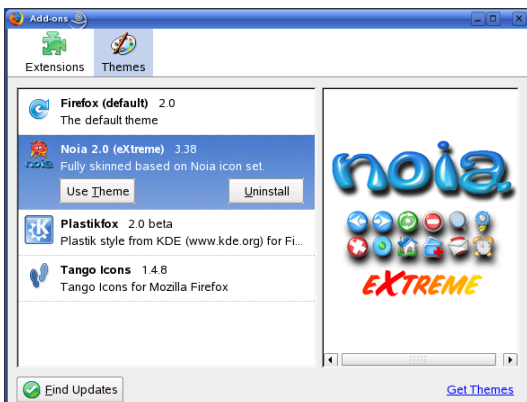 Add-ons
Extensions Themes
Firefox (default) 2.0
The default theme
Noia 2.0 (eXtreme) 3.38
Fully skinned based on Noia icon set.
Use Theme Uninstall
Plastikfox 2.0 beta
Plastik style from KDE (www.kde.org) for Fi...
Tango Icons 1.4.8
Tango Icons for Mozilla Firefox
noia
noia
eXTREME
Find Updates
Get Themes